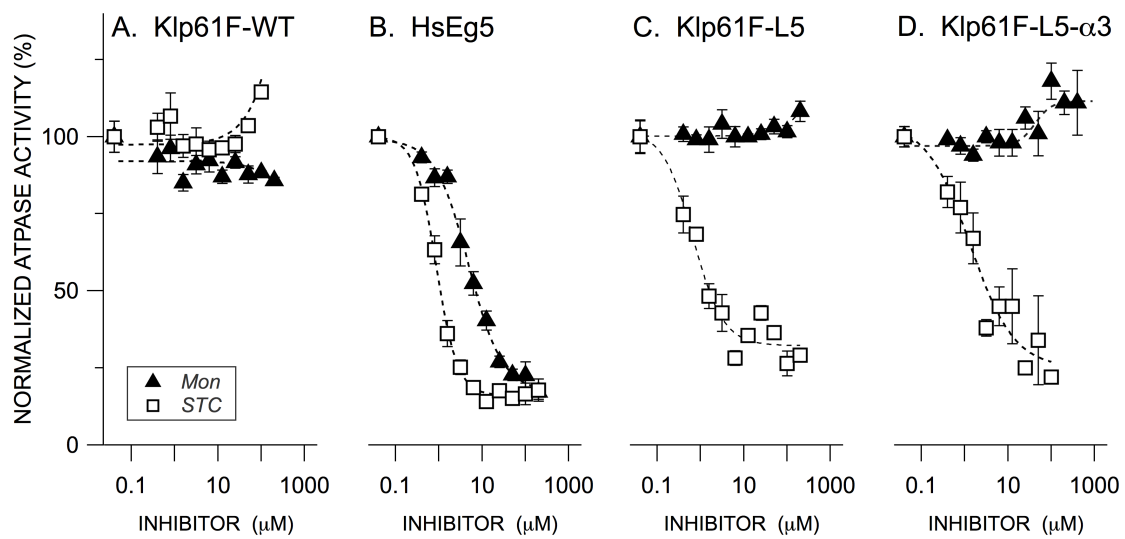 A. Klp61F-WT
B. HsEg5
C. Klp61F-L5
D. Klp61F-L5-α3
NORMALIZED ATPASE ACTIVITY (%)
100
50
0
Mon
STC
0.1 10 1000
0.1 10 1000
0.1 10 1000
0.1 10 1000
INHIBITOR (μM)
INHIBITOR (μM)
INHIBITOR (μM)
INHIBITOR (μM)